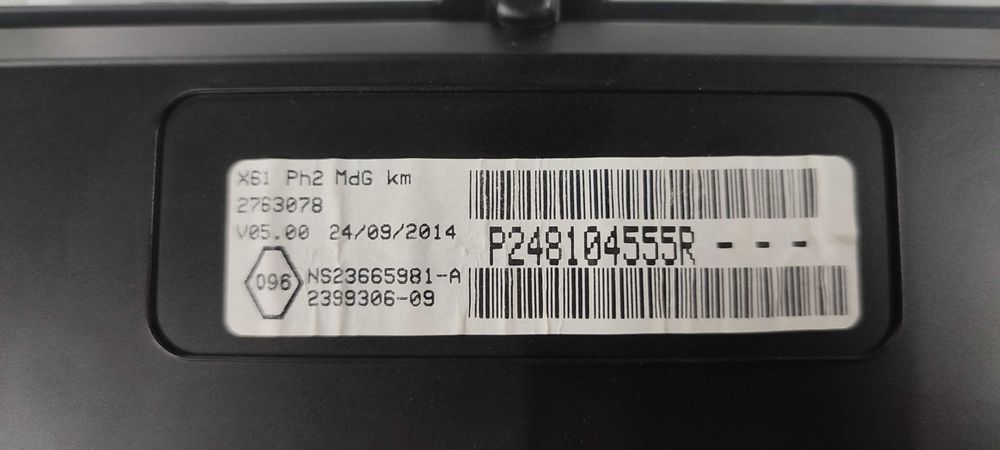 X61 Ph2 MdG km
2763078
V05.00 24/09/2014
096
NS23665981-A
2399306-09
P248104555R - - -